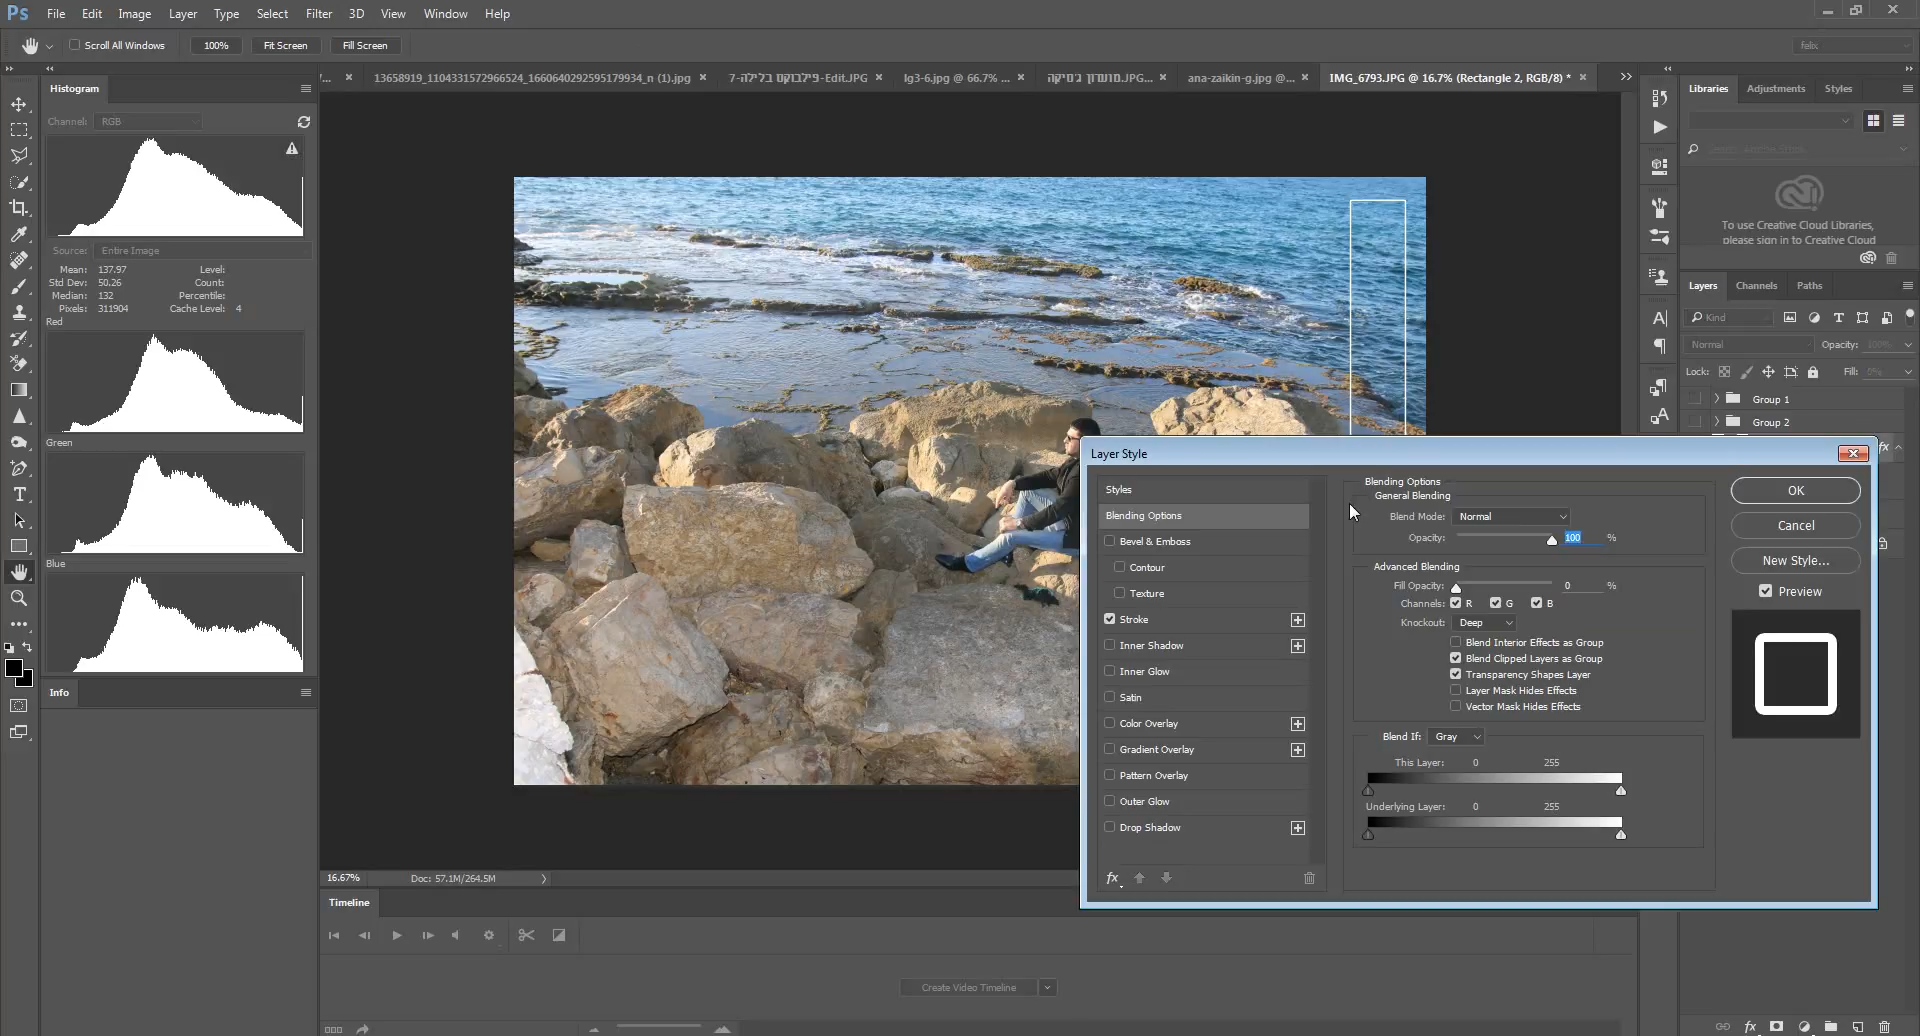 Ps File Edit Image Layer Type Select Filter 3D View Window Help
Scroll All Windows 100% Fit Screen Fill Screen felix
13658919_1104331572966524_1660640292595179934_n (1).jpg
פילבוקס בלילה-7-Edit.JPG
lg3-6.jpg @ 66.7% ...
ana-zaikin-g.jpg @...
IMG_6793.JPG @ 16.7% (Rectangle 2, RGB/8) *
Histogram
Channel: RGB
Source: Entire Image
Mean: 137.97 Level:
Std Dev: 50.26 Count:
Median: 132 Percentile:
Pixels: 311904 Cache Level: 4
Red
Green
Blue
Info
16.67% Doc: 57.1M/264.5M
Timeline
Create Video Timeline
Libraries Adjustments Styles
To use Creative Cloud Libraries,
please sign in to Creative Cloud
Layers Channels Paths
Kind
Normal Opacity: 100%
Lock: Fill: 0%
Group 1
Group 2
fx
Layer Style
Styles
Blending Options
Bevel & Emboss
Contour
Texture
Stroke
Inner Shadow
Inner Glow
Satin
Color Overlay
Gradient Overlay
Pattern Overlay
Outer Glow
Drop Shadow
fx
Blending Options
General Blending
Blend Mode: Normal
Opacity: 100 %
Advanced Blending
Fill Opacity: 0 %
Channels: R G B
Knockout: Deep
Blend Interior Effects as Group
Blend Clipped Layers as Group
Transparency Shapes Layer
Layer Mask Hides Effects
Vector Mask Hides Effects
Blend If: Gray
This Layer: 0 255
Underlying Layer: 0 255
OK
Cancel
New Style...
Preview
fx